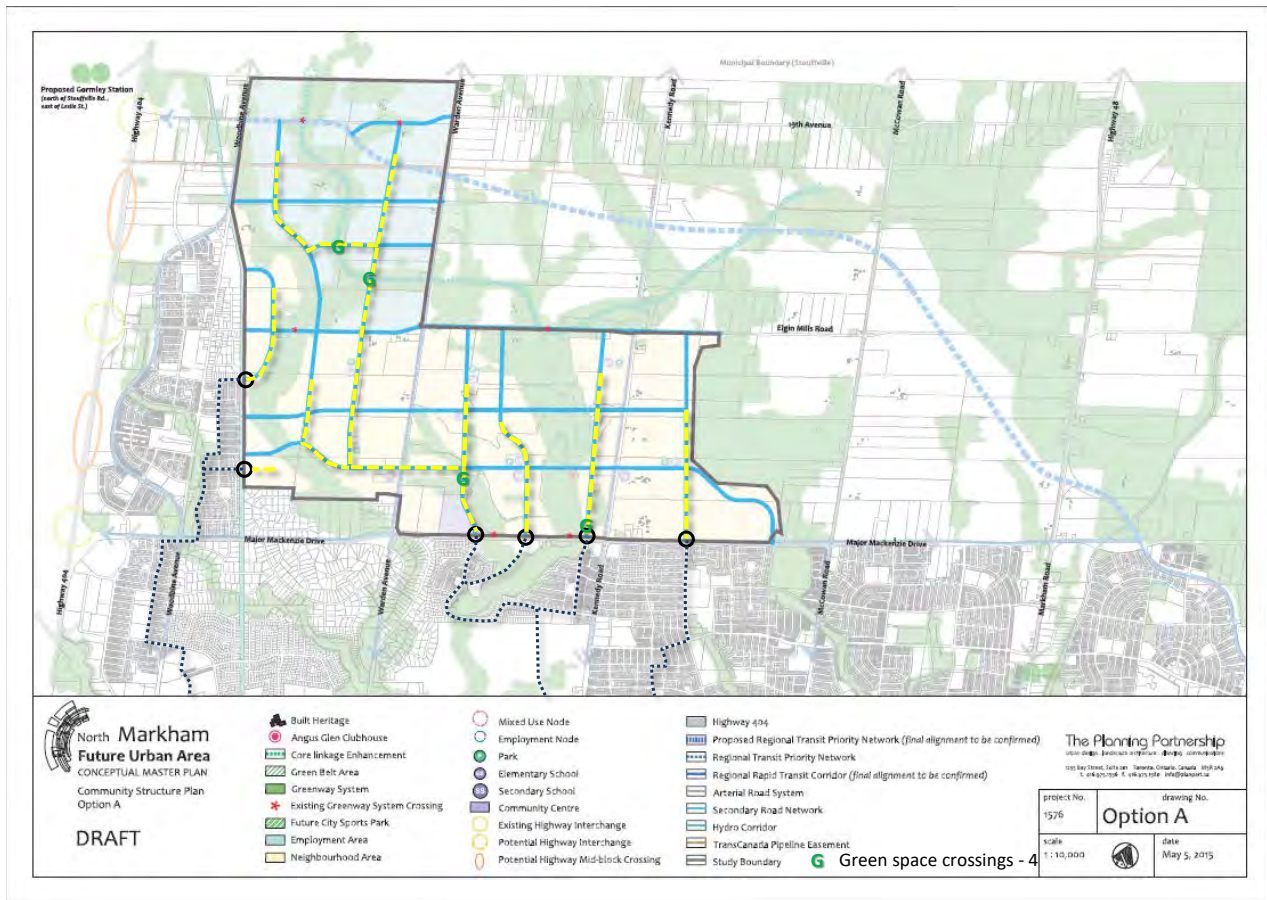 Municipal Boundary (Stouffville)
Proposed Gormley Station
(north of Stouffville Rd.,
east of Leslie St.)
Highway 404
Woodbine Avenue
Warden Avenue
Kennedy Road
McCowan Road
Highway 48
19th Avenue
G
G
Elgin Mills Road
G
G
Major Mackenzie Drive
Major Mackenzie Drive
Highway 404
Woodbine Avenue
Warden Avenue
Kennedy Road
McCowan Road
Markham Road
North Markham
Future Urban Area
CONCEPTUAL MASTER PLAN
Community Structure Plan
Option A
DRAFT
Built Heritage
Angus Glen Clubhouse
Core linkage Enhancement
Green Belt Area
Greenway System
Existing Greenway System Crossing
Future City Sports Park
Employment Area
Neighbourhood Area
Mixed Use Node
Employment Node
Park
Elementary School
SS Secondary School
Community Centre
Existing Highway Interchange
Potential Highway Interchange
Potential Highway Mid-block Crossing
Highway 404
Proposed Regional Transit Priority Network (final alignment to be confirmed)
Regional Transit Priority Network
Regional Rapid Transit Corridor (final alignment to be confirmed)
Arterial Road System
Secondary Road Network
Hydro Corridor
TransCanada Pipeline Easement
Study Boundary
G Green space crossings - 4
The Planning Partnership
project No.
1576
drawing No.
Option A
scale
1 : 10,000
date
May 5, 2015